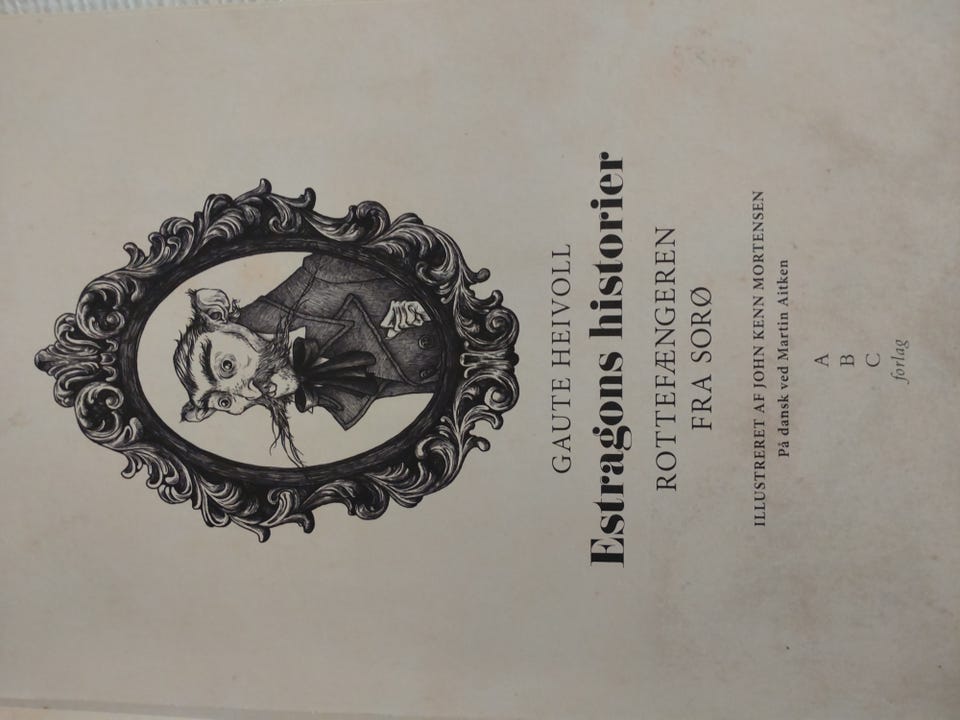 GAUTE HEIVOLL
Estragons historier
ROTTEFÆNGEREN
FRA SORØ
ILLUSTRERET AF JOHN KENN MORTENSEN
På dansk ved Martin Aitken
A
B
C
forlag